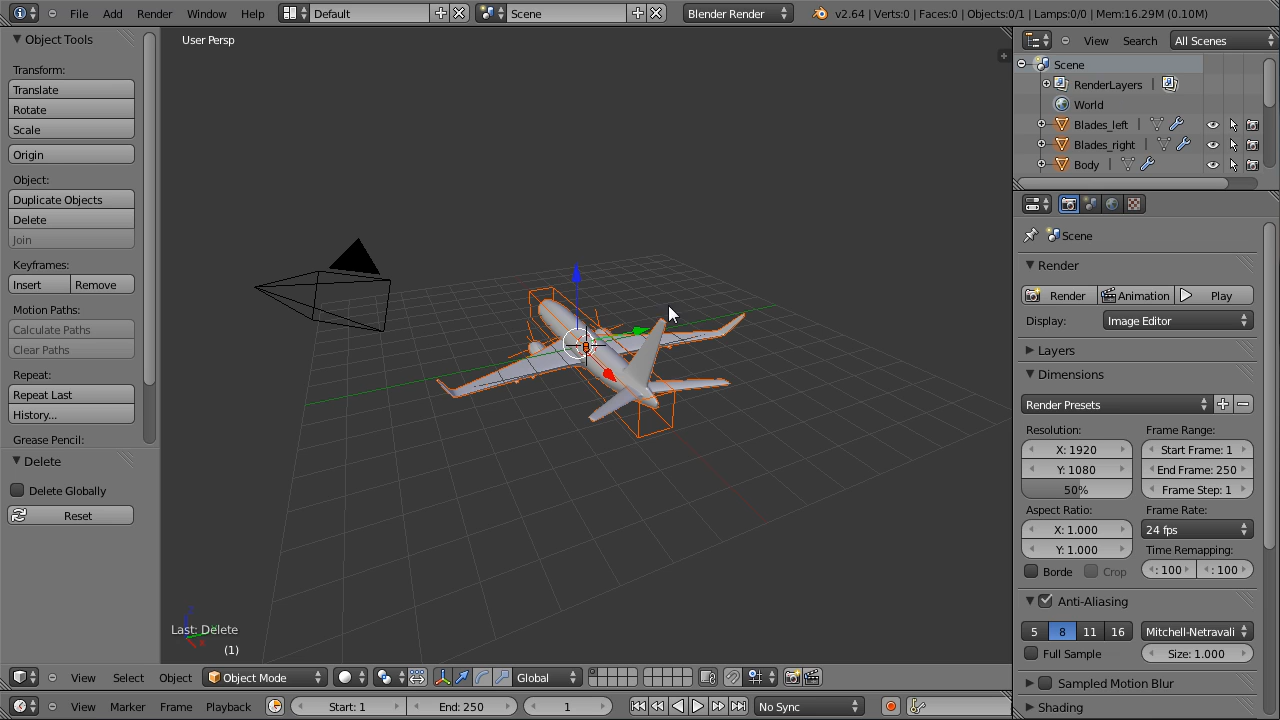 File Add Render Window Help Default Scene Blender Render v2.64 | Verts:0 | Faces:0 | Objects:0/1 | Lamps:0/0 | Mem:16.29M (0.10M)
Object Tools
Transform:
Translate
Rotate
Scale
Origin
Object:
Duplicate Objects
Delete
Join
Keyframes:
Insert Remove
Motion Paths:
Calculate Paths
Clear Paths
Repeat:
Repeat Last
History...
Grease Pencil:
Delete
Delete Globally
Reset
User Persp
Last: Delete
(1)
View Select Object Object Mode Global
View Marker Frame Playback Start: 1 End: 250 1 No Sync
View Search All Scenes
Scene
RenderLayers |
World
Blades_left |
Blades_right |
Body |
Scene
Render
Render Animation Play
Display: Image Editor
Layers
Dimensions
Render Presets
Resolution: Frame Range:
X: 1920 Start Frame: 1
Y: 1080 End Frame: 250
50% Frame Step: 1
Aspect Ratio: Frame Rate:
X: 1.000 24 fps
Y: 1.000 Time Remapping:
Borde Crop : 100 : 100
Anti-Aliasing
5 8 11 16 Mitchell-Netravali
Full Sample Size: 1.000
Sampled Motion Blur
Shading